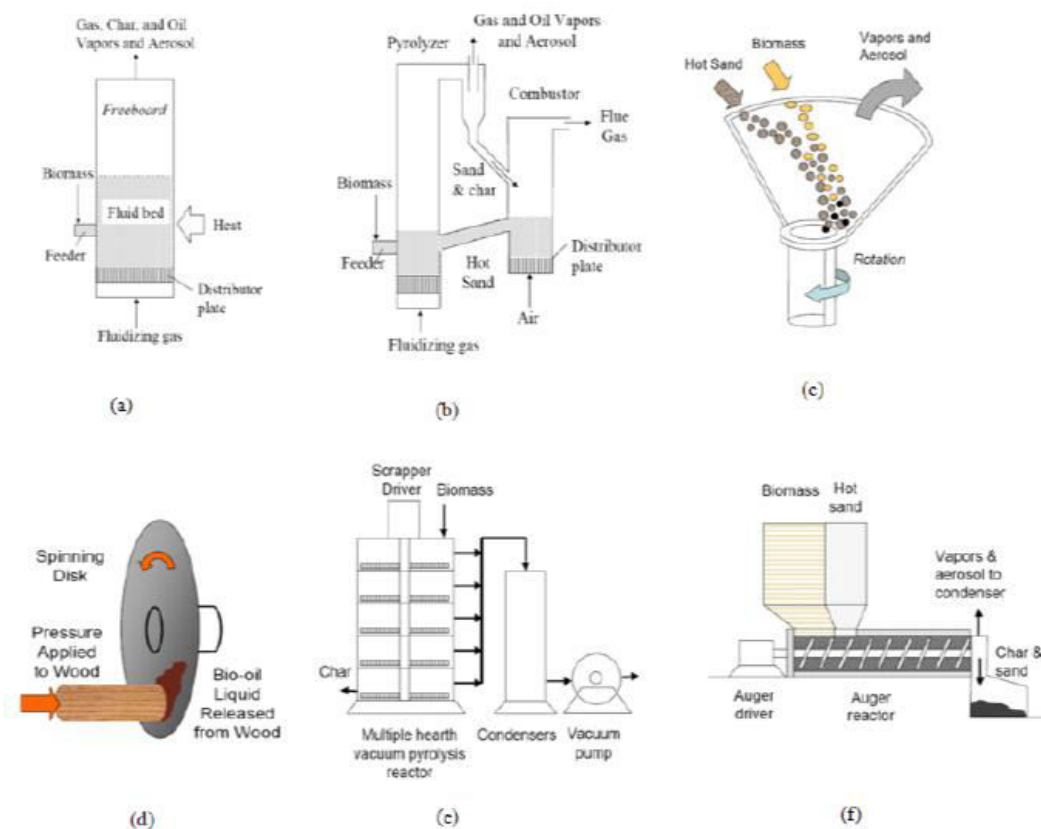 Gas, Char, and Oil
Vapors and Aerosol
Freeboard
Biomass
Fluid bed
Heat
Feeder
Distributor
plate
Fluidizing gas
(a)
Gas and Oil Vapors
and Aerosol
Pyrolyzer
Combustor
Flue
Gas
Sand
& char
Biomass
Feeder
Hot
Sand
Distributor
plate
Air
Fluidizing gas
(b)
Biomass
Vapors and
Aerosol
Hot Sand
Rotation
(c)
Spinning
Disk
Pressure
Applied
to Wood
Bio-oil
Liquid
Released
from Wood
(d)
Scrapper
Driver
Biomass
Char
Multiple hearth
vacuum pyrolysis
reactor
Condensers
Vacuum
pump
(e)
Biomass
Hot
sand
Vapors &
aerosol to
condenser
Char &
sand
Auger
driver
Auger
reactor
(f)